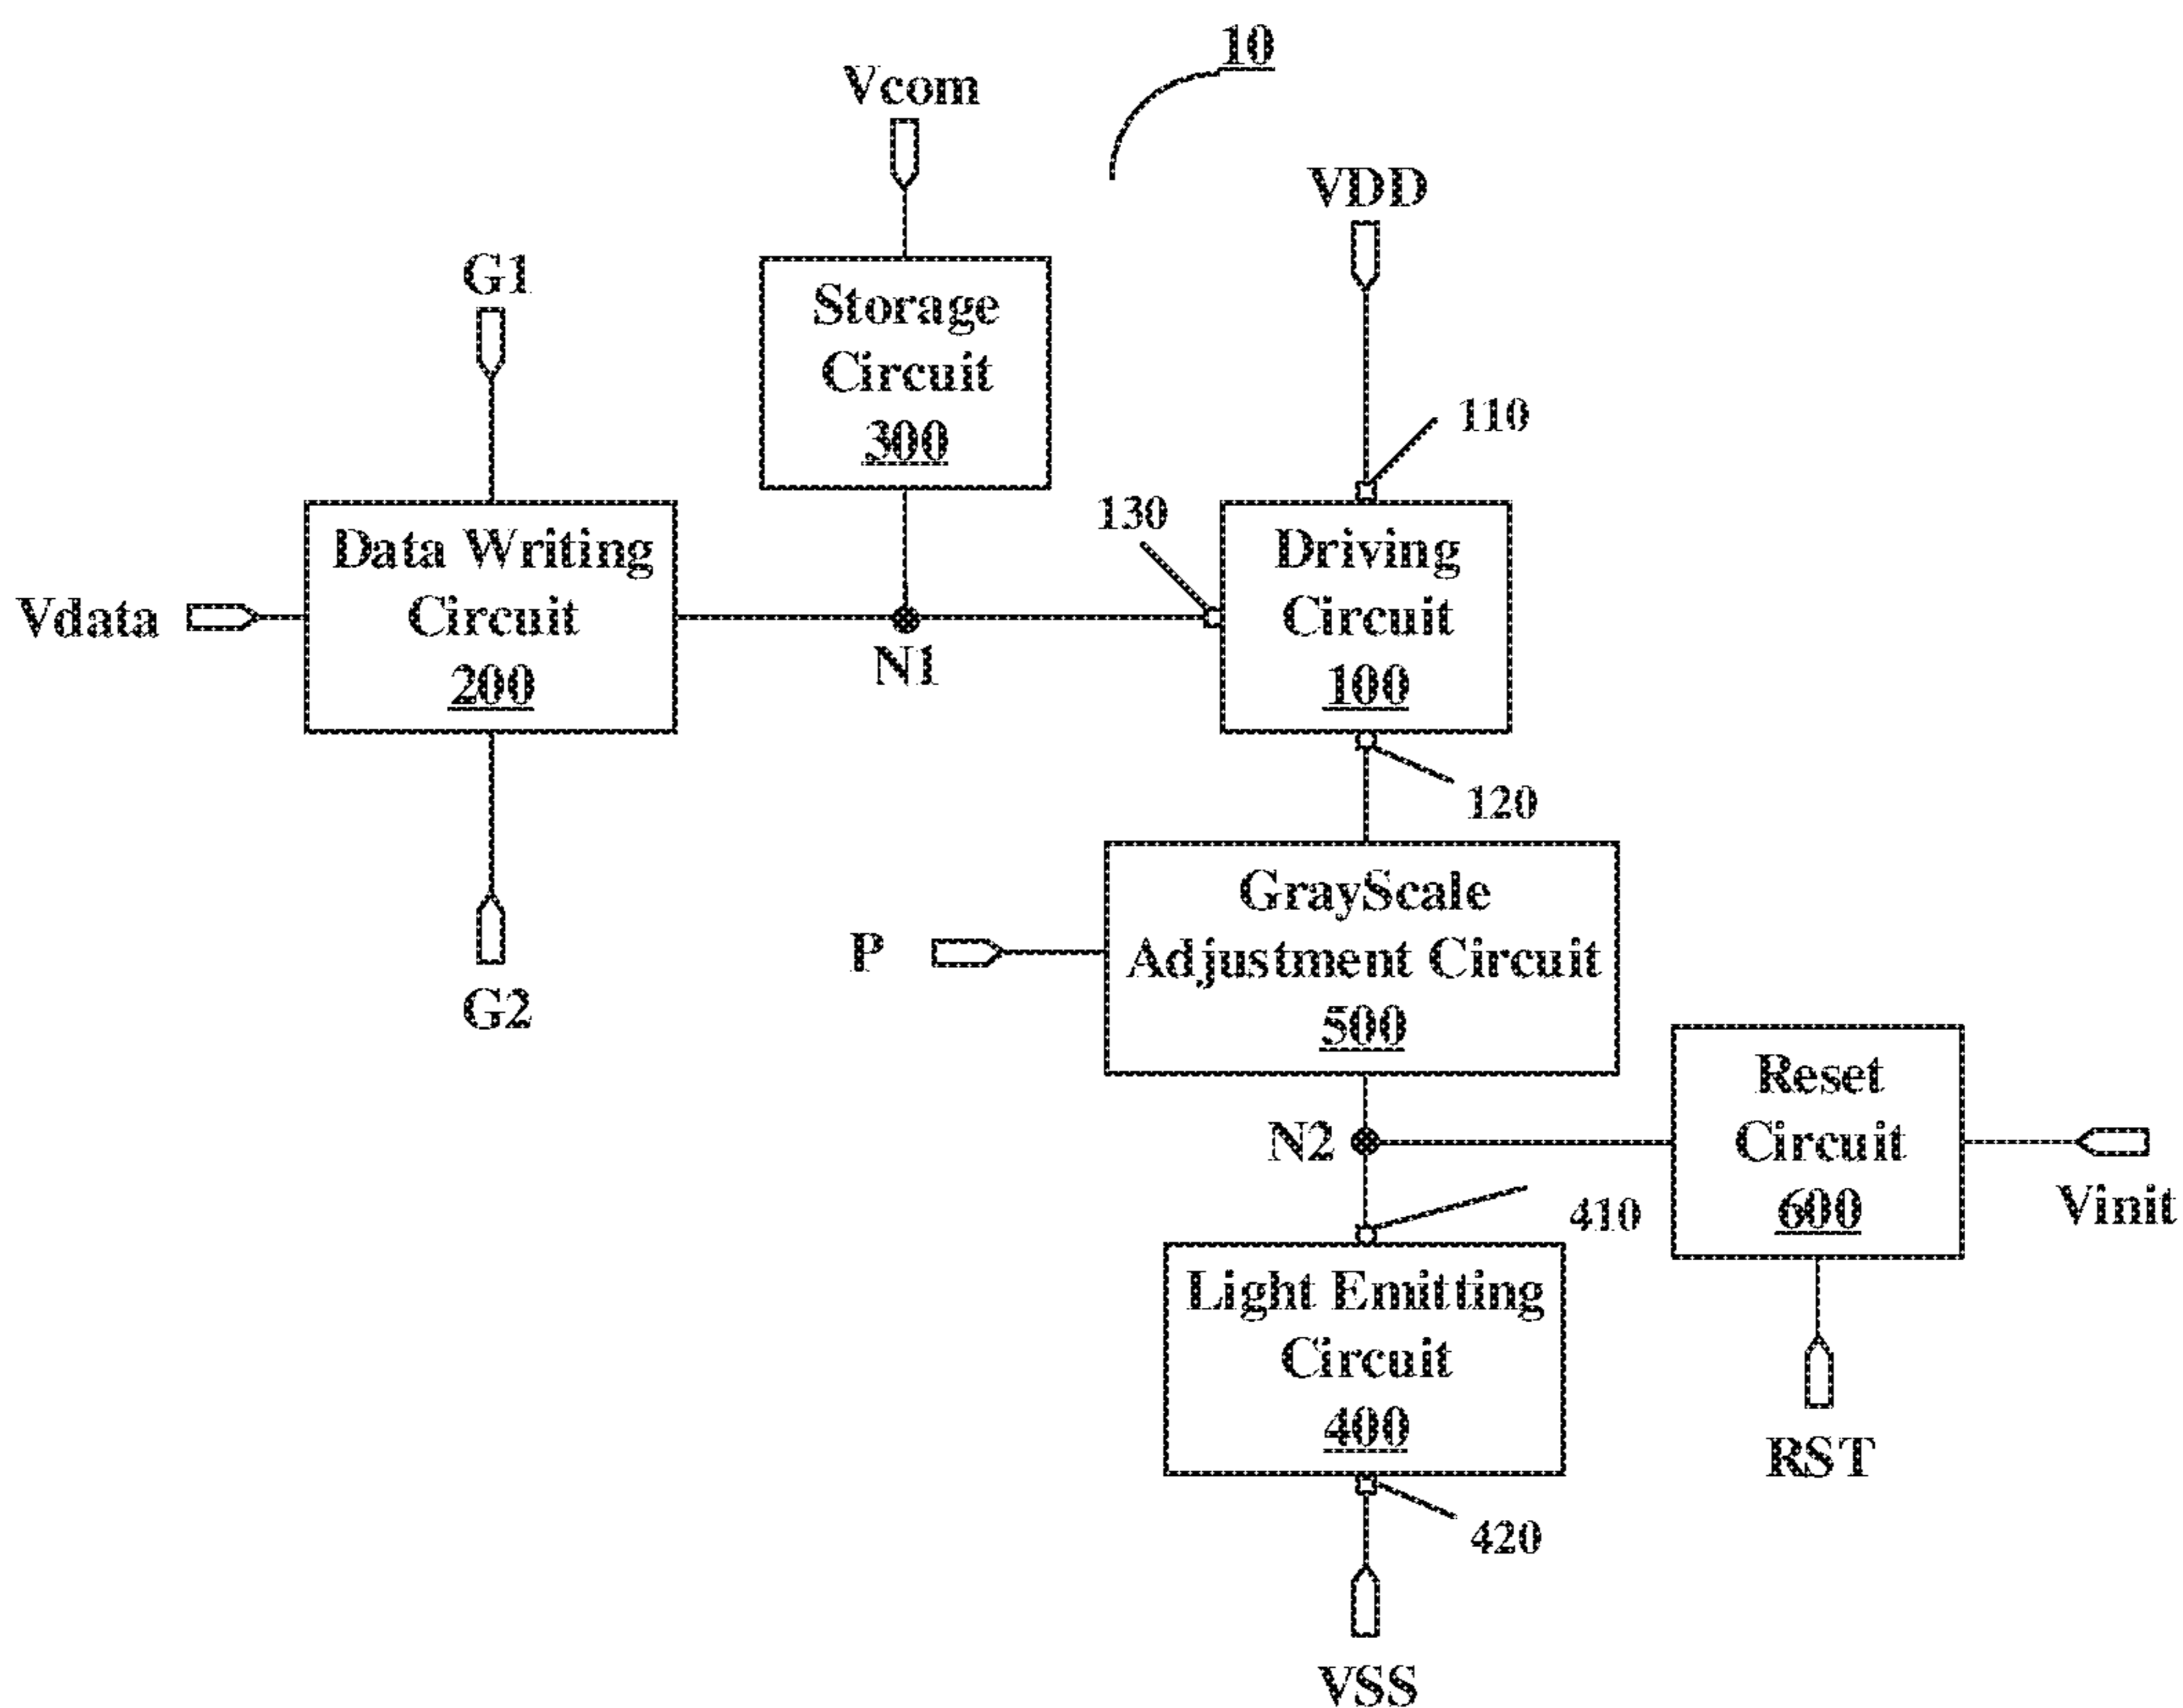 10
Vcom
VDD
G1
Storage
Circuit
300
110
130
Data Writing
Circuit
200
Vdata
N1
Driving
Circuit
100
120
GrayScale
Adjustment Circuit
500
P
G2
Reset
Circuit
600
N2
Vinit
410
Light Emitting
Circuit
400
RST
420
VSS